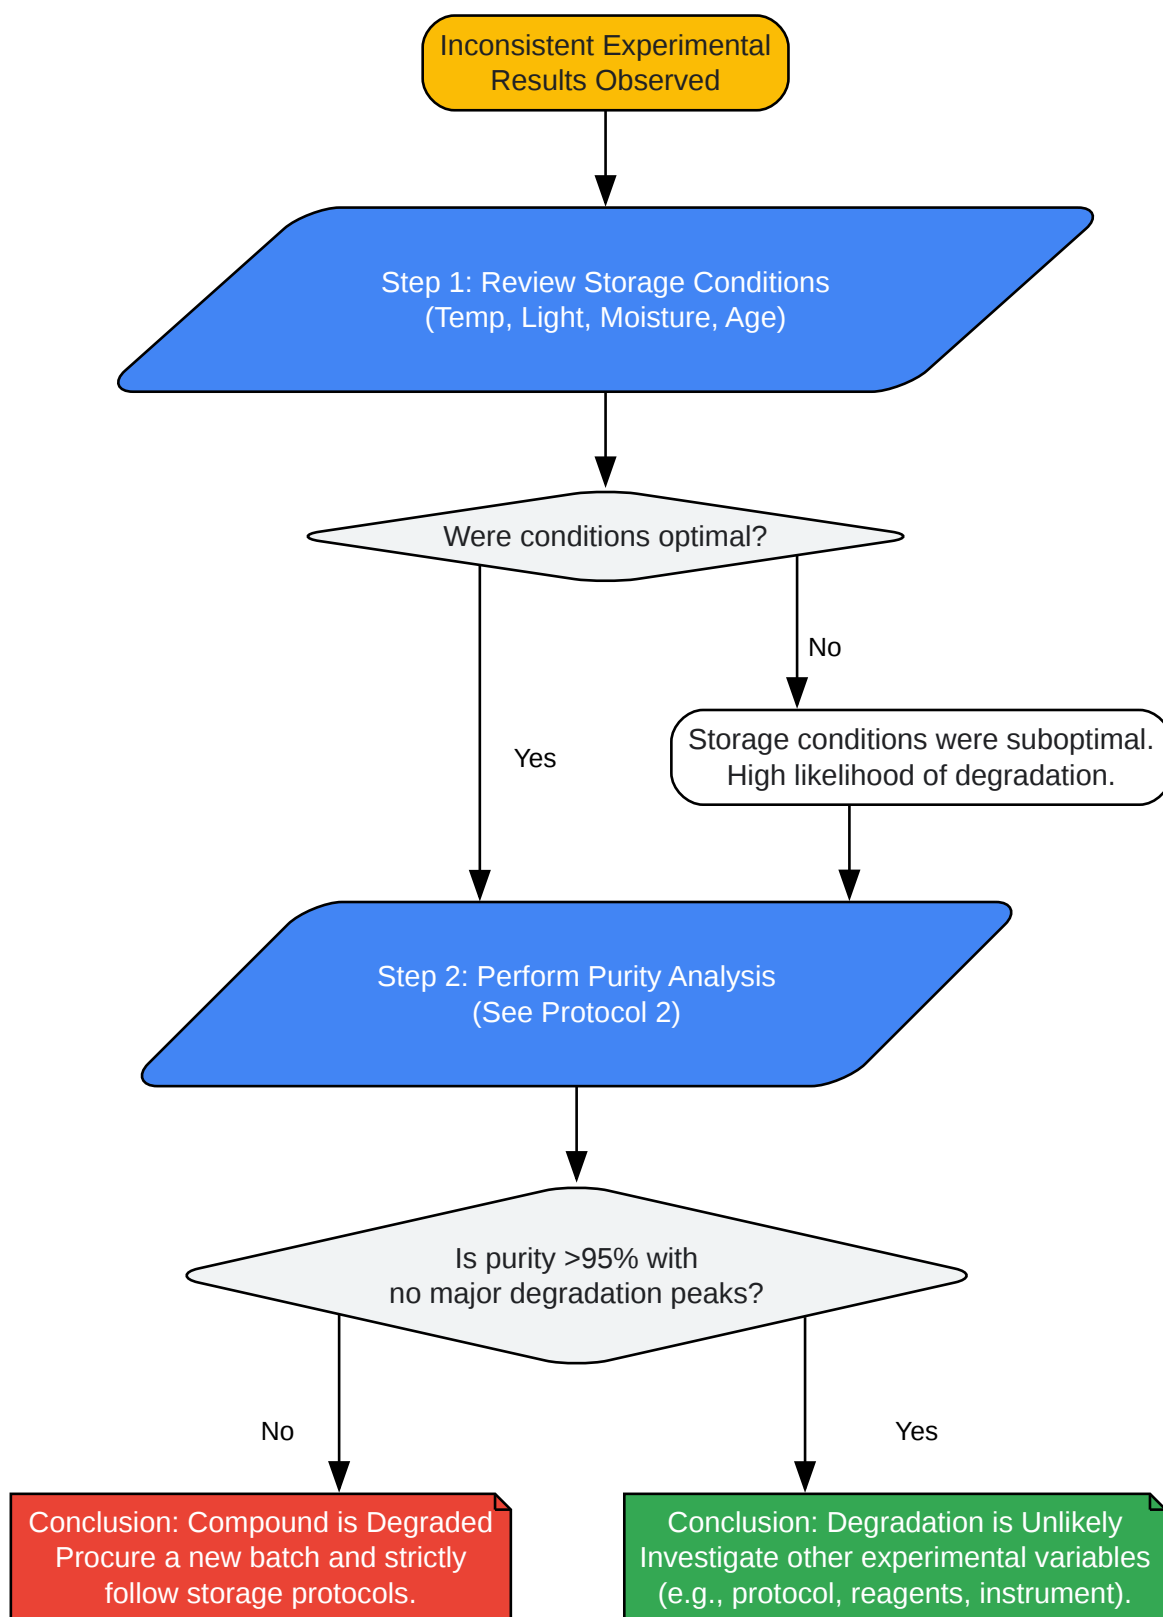 Inconsistent Experimental
Results Observed
Step 1: Review Storage Conditions
(Temp, Light, Moisture, Age)
Were conditions optimal?
No
Storage conditions were suboptimal.
High likelihood of degradation.
Yes
Step 2: Perform Purity Analysis
(See Protocol 2)
Is purity >95% with
no major degradation peaks?
No
Yes
Conclusion: Compound is Degraded
Procure a new batch and strictly
follow storage protocols.
Conclusion: Degradation is Unlikely
Investigate other experimental variables
(e.g., protocol, reagents, instrument).